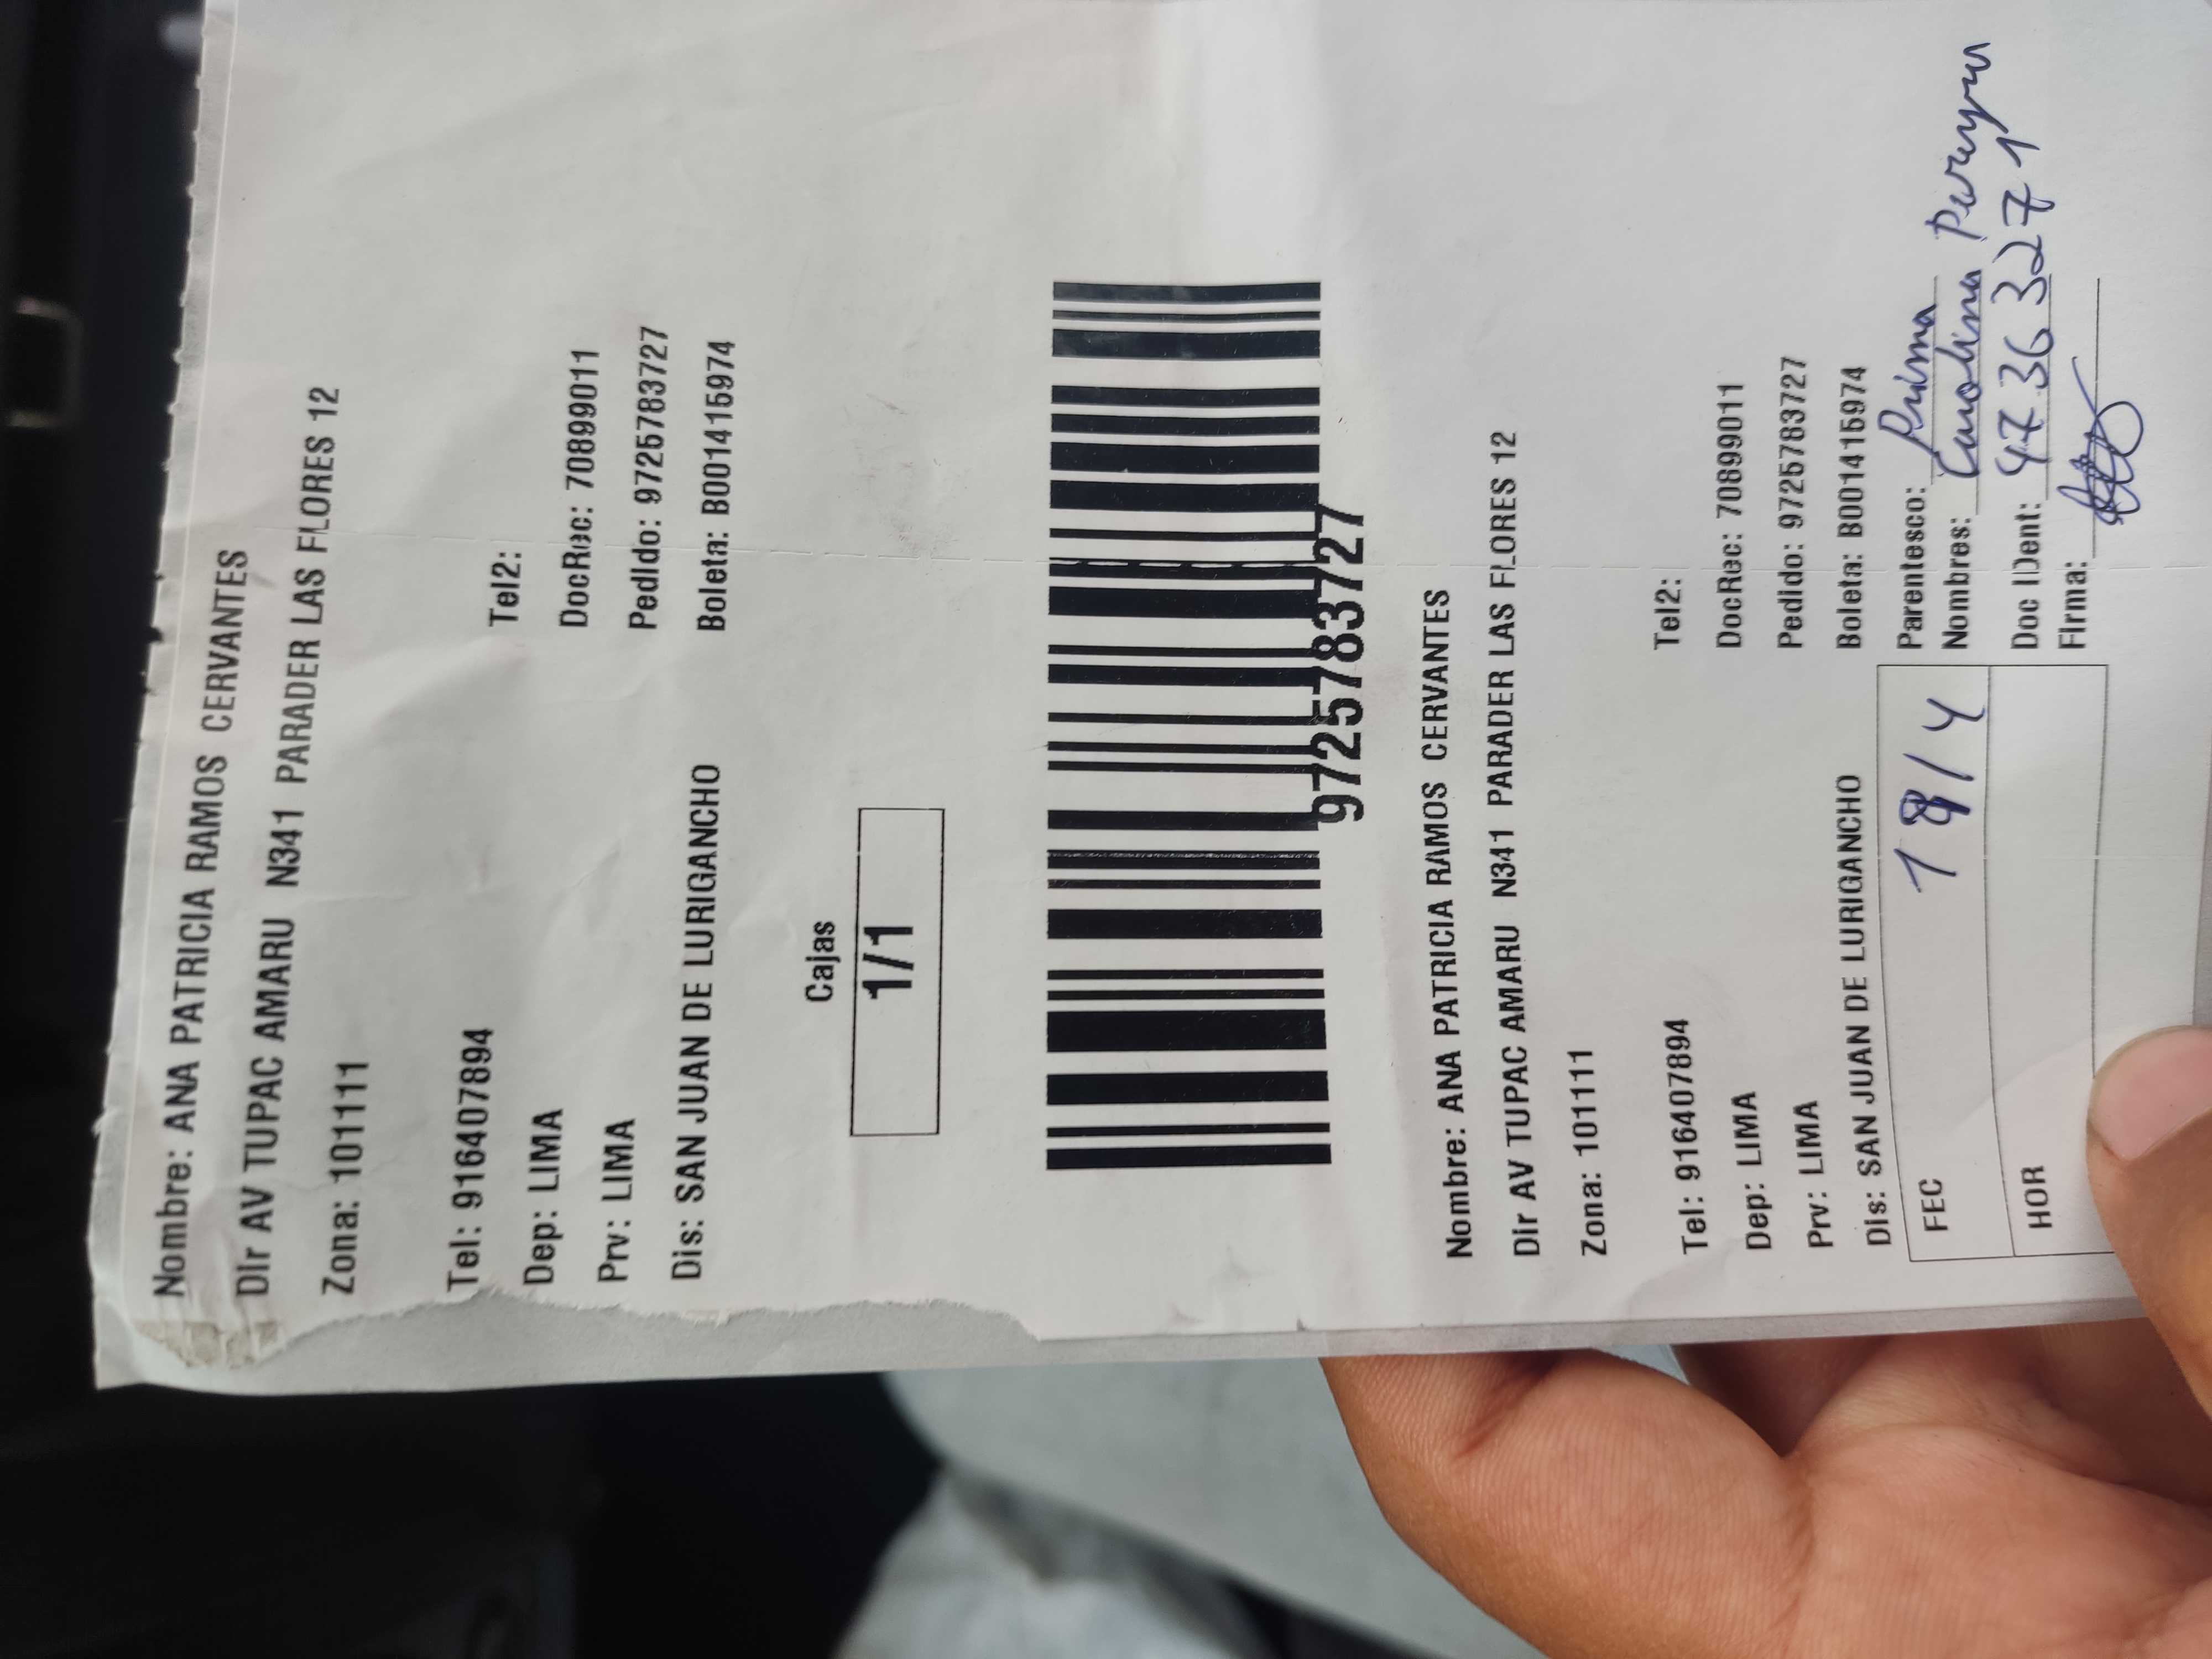 Nombre: ANA PATRICIA RAMOS CERVANTES
Dir AV TUPAC AMARU N341 PARADER LAS FLORES 12
Zona: 101111
Tel: 916407894 Tel2:
Dep: LIMA DocRec: 70899011
Prv: LIMA Pedido: 9725783727
Dis: SAN JUAN DE LURIGANCHO Boleta: B001415974
Cajas
1/1
9725783727
Nombre: ANA PATRICIA RAMOS CERVANTES
Dir AV TUPAC AMARU N341 PARADER LAS FLORES 12
Zona: 101111
Tel: 916407894 Tel2:
Dep: LIMA DocRec: 70899011
Prv: LIMA Pedido: 9725783727
Dis: SAN JUAN DE LURIGANCHO Boleta: B001415974
FEC Parentesco: Prima
Nombres: Carolina
HOR Doc IDent: 47363271
Firma: